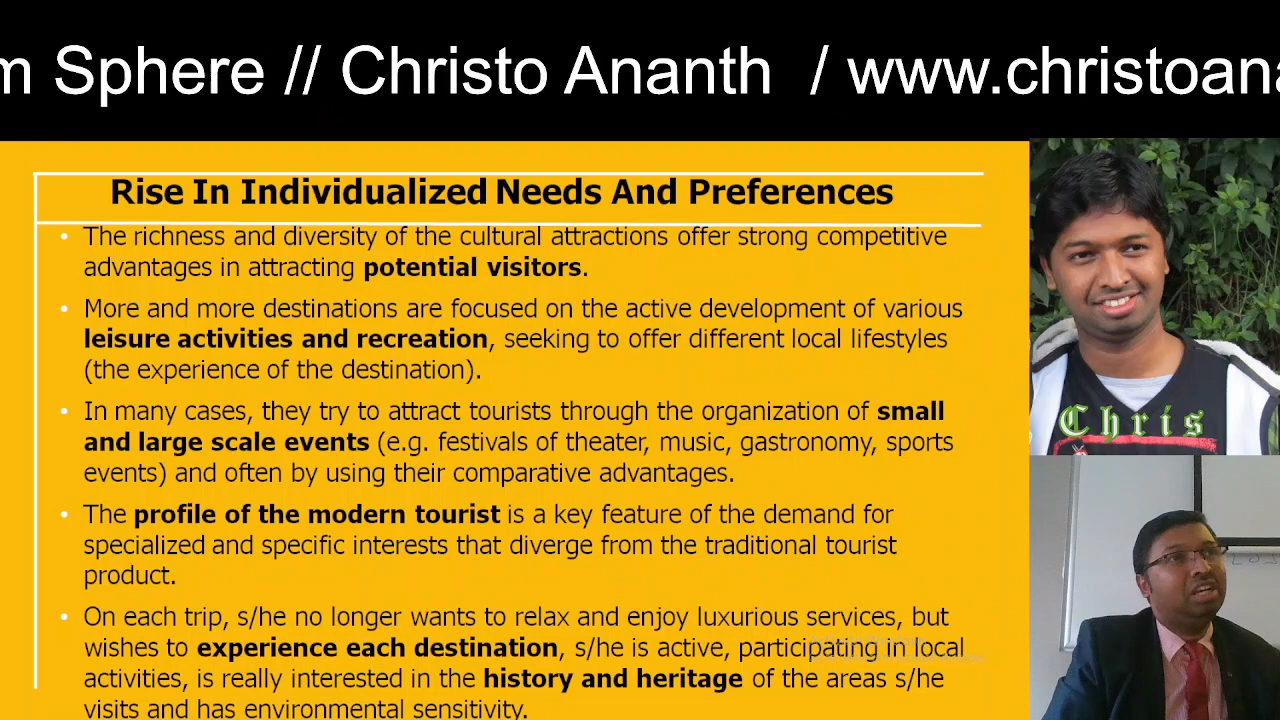 m Sphere // Christo Ananth / www.christoana
Rise In Individualized Needs And Preferences
• The richness and diversity of the cultural attractions offer strong competitive
advantages in attracting potential visitors.
• More and more destinations are focused on the active development of various
leisure activities and recreation, seeking to offer different local lifestyles
(the experience of the destination).
• In many cases, they try to attract tourists through the organization of small
and large scale events (e.g. festivals of theater, music, gastronomy, sports
events) and often by using their comparative advantages.
• The profile of the modern tourist is a key feature of the demand for
specialized and specific interests that diverge from the traditional tourist
product.
• On each trip, s/he no longer wants to relax and enjoy luxurious services, but
wishes to experience each destination, s/he is active, participating in local
activities, is really interested in the history and heritage of the areas s/he
visits and has environmental sensitivity.
Chris